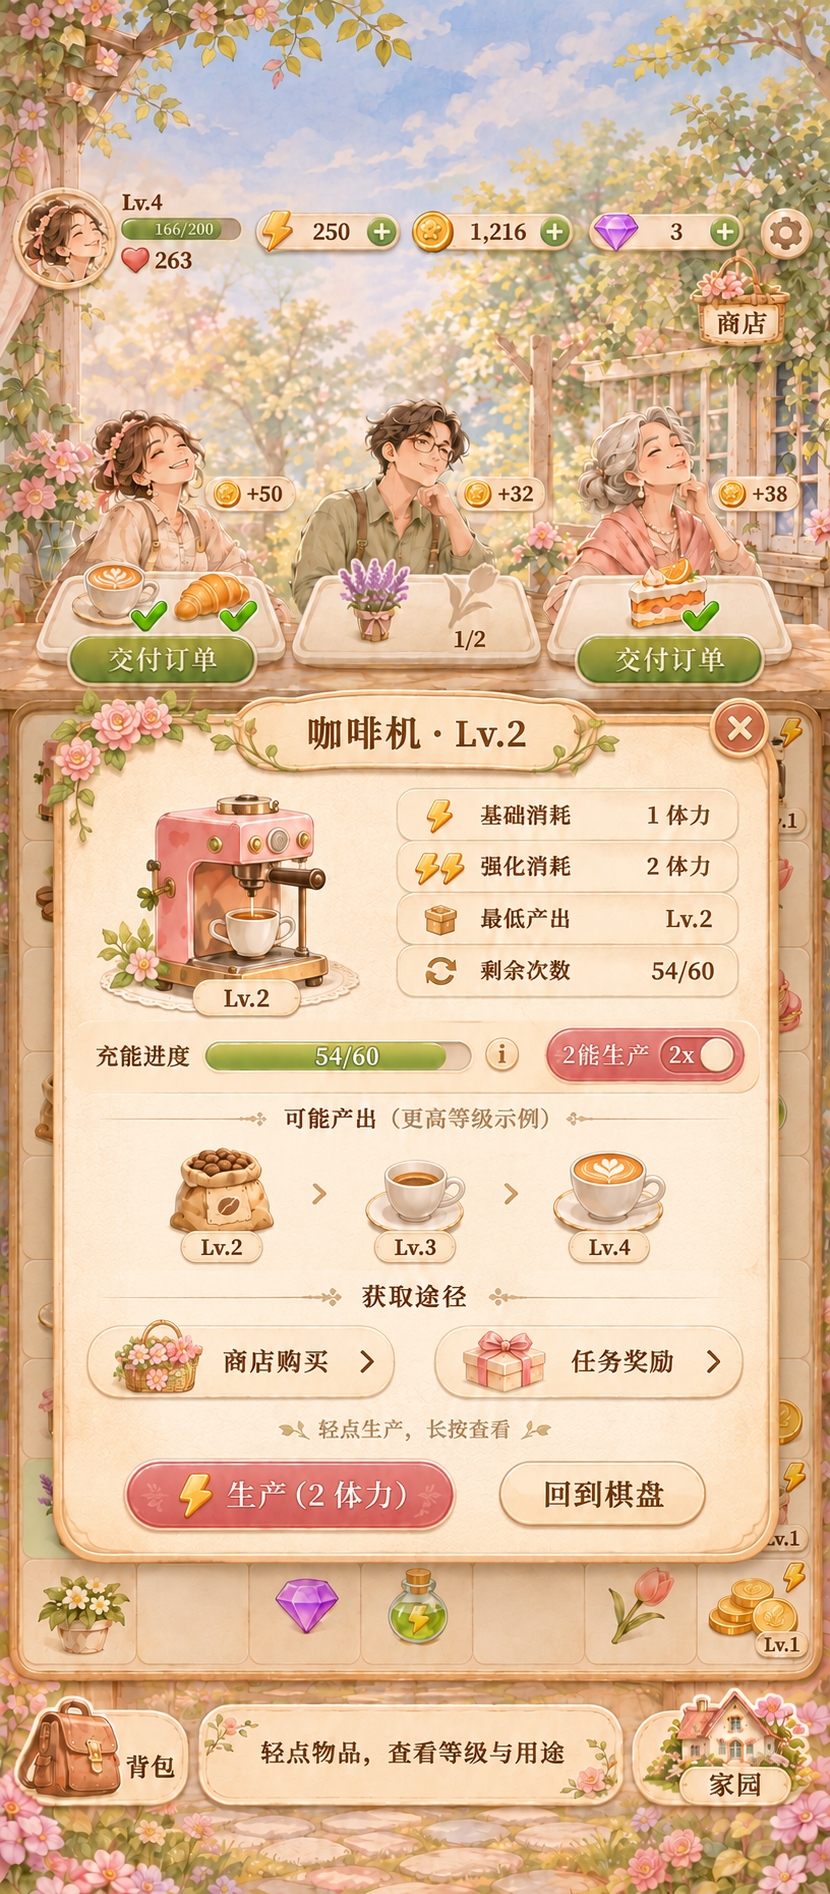 Lv.4
166/200
263
250
1,216
3
商店
+50
+32
+38
1/2
交付订单
交付订单
咖啡机·Lv.2
Lv.2
基础消耗 1 体力
强化消耗 2 体力
最低产出 Lv.2
剩余次数 54/60
充能进度 54/60 i
2能生产 2x
可能产出（更高等级示例）
Lv.2
Lv.3
Lv.4
获取途径
商店购买
任务奖励
轻点生产，长按查看
生产（2 体力）
回到棋盘
Lv.1
背包
轻点物品，查看等级与用途
家园